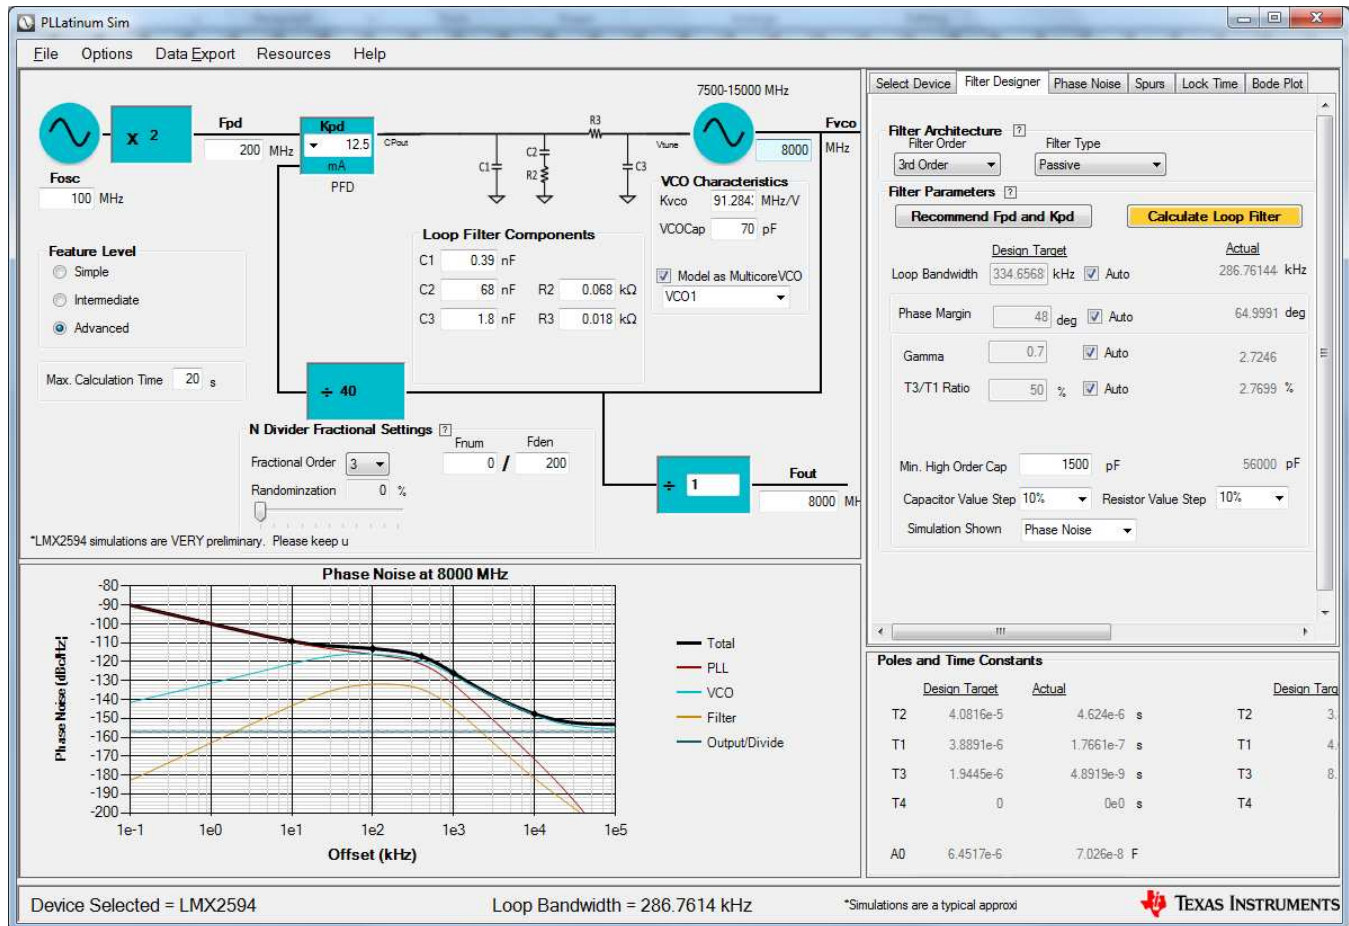 PLLatinum Sim
File Options Data Export Resources Help
7500-15000 MHz
x 2
Fpd
200 MHz
Kpd
12.5
mA
PFD
CPout
C1
C2
R2
R3
C3
Vtune
Fvco
8000 MHz
Fosc
100 MHz
VCO Characteristics
Kvco 91.284 MHz/V
VCOCap 70 pF
Model as MulticoreVCO
VCO1
Feature Level
Simple
Intermediate
Advanced
Loop Filter Components
C1 0.39 nF
C2 68 nF R2 0.068 kΩ
C3 1.8 nF R3 0.018 kΩ
Max. Calculation Time 20 s
÷ 40
N Divider Fractional Settings ?
Fnum Fden
Fractional Order 3 0 / 200
Randominzation 0 %
÷ 1
Fout
8000 MH
*LMX2594 simulations are VERY preliminary. Please keep u
Select Device Filter Designer Phase Noise Spurs Lock Time Bode Plot
Filter Architecture ?
Filter Order Filter Type
3rd Order Passive
Filter Parameters ?
Recommend Fpd and Kpd Calculate Loop Filter
Design Target Actual
Loop Bandwidth 334.6568 kHz Auto 286.76144 kHz
Phase Margin 48 deg Auto 64.9991 deg
Gamma 0.7 Auto 2.7246
T3/T1 Ratio 50 % Auto 2.7699 %
Min. High Order Cap 1500 pF 56000 pF
Capacitor Value Step 10% Resistor Value Step 10%
Simulation Shown Phase Noise
Phase Noise at 8000 MHz
Phase Noise (dBc/Hz)
-80
-90
-100
-110
-120
-130
-140
-150
-160
-170
-180
-190
-200
1e-1 1e0 1e1 1e2 1e3 1e4 1e5
Offset (kHz)
Total
PLL
VCO
Filter
Output/Divide
Poles and Time Constants
Design Target Actual Design Targ
T2 4.0816e-5 4.624e-6 s T2 3.
T1 3.8891e-6 1.7661e-7 s T1 4.
T3 1.9445e-6 4.8919e-9 s T3 8.
T4 0 0e0 s T4
A0 6.4517e-6 7.026e-8 F
Device Selected = LMX2594 Loop Bandwidth = 286.7614 kHz *Simulations are a typical approxi TEXAS INSTRUMENTS